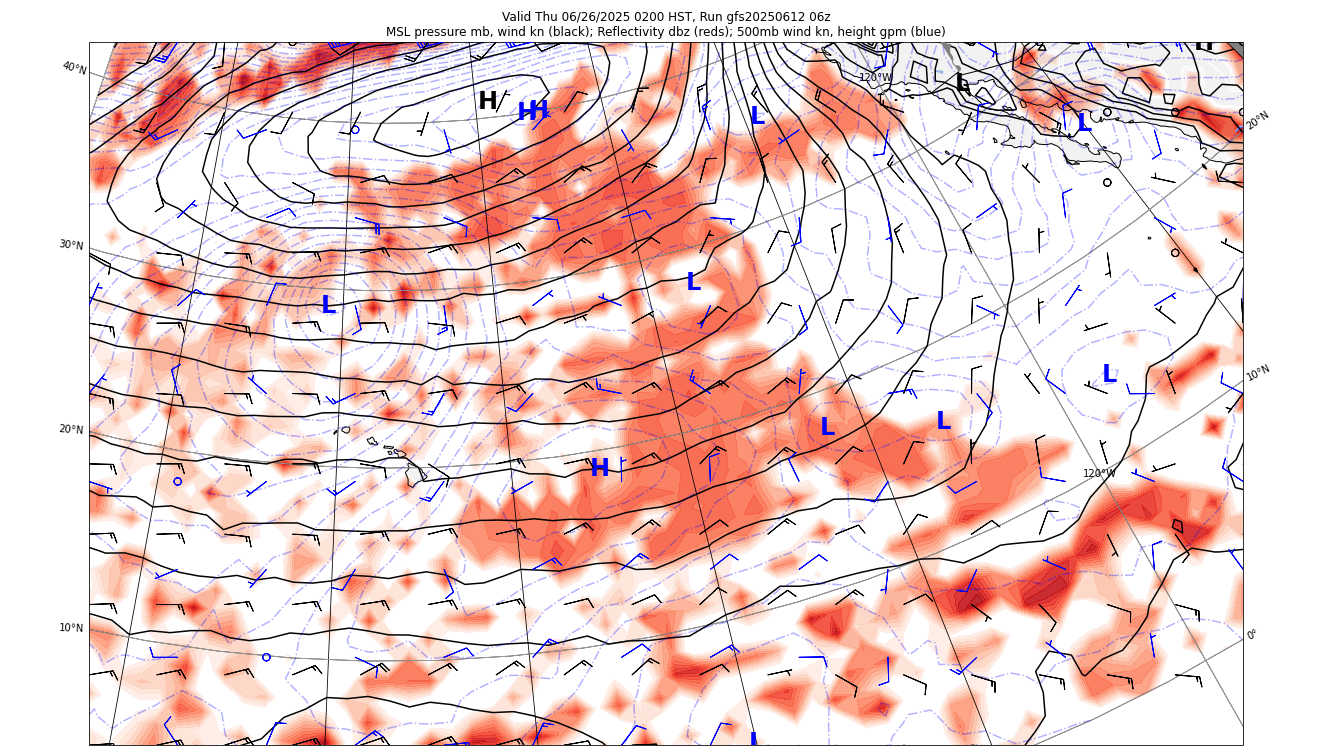 Valid Thu 06/26/2025 0200 HST, Run gfs20250612 06z
MSL pressure mb, wind kn (black); Reflectivity dbz (reds); 500mb wind kn, height gpm (blue)
H
40°N
120°W
L
H
H
H
L
L
20°N
30°N
L
L
10°N
L
20°N
L
L
H
120°W
10°N
0°
L